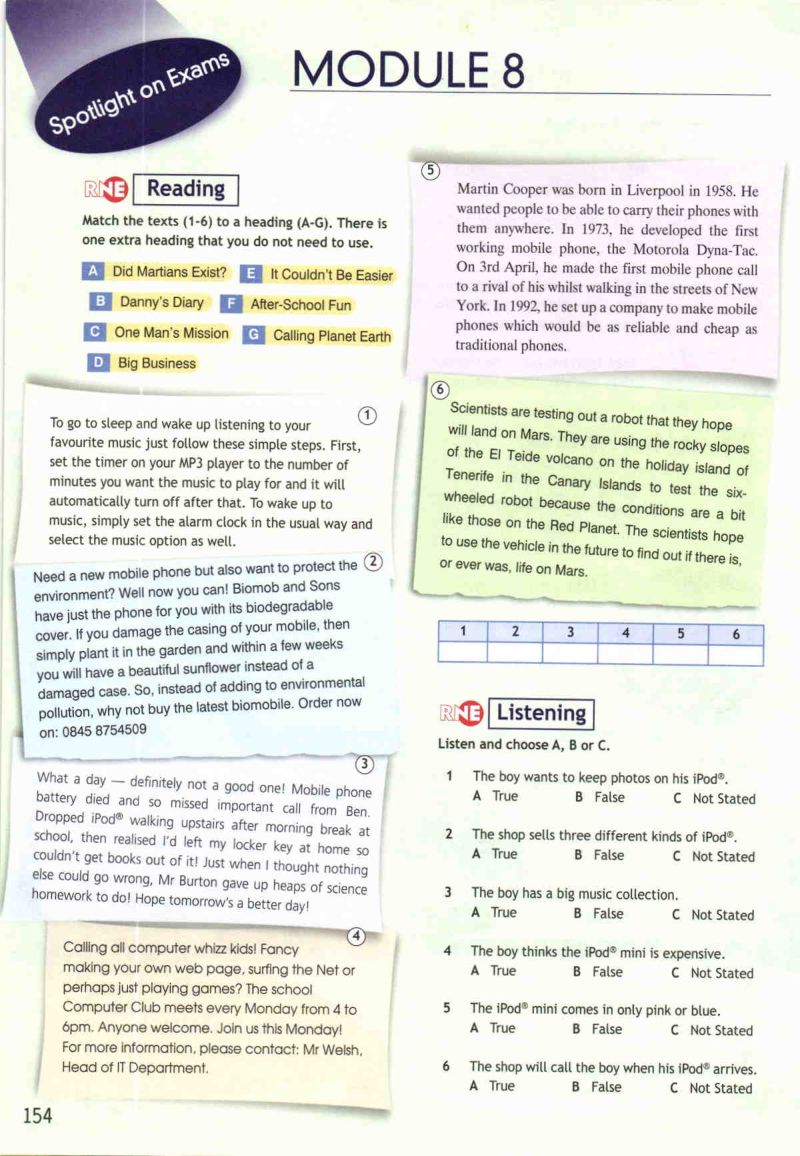 Spotlight on Exams
MODULE 8
RNE Reading
Match the texts (1-6) to a heading (A-G). There is
one extra heading that you do not need to use.
A Did Martians Exist?
E It Couldn't Be Easier
B Danny's Diary
F After-School Fun
C One Man's Mission
G Calling Planet Earth
D Big Business
1
To go to sleep and wake up listening to your
favourite music just follow these simple steps. First,
set the timer on your MP3 player to the number of
minutes you want the music to play for and it will
automatically turn off after that. To wake up to
music, simply set the alarm clock in the usual way and
select the music option as well.
2
Need a new mobile phone but also want to protect the
environment? Well now you can! Biomob and Sons
have just the phone for you with its biodegradable
cover. If you damage the casing of your mobile, then
simply plant it in the garden and within a few weeks
you will have a beautiful sunflower instead of a
damaged case. So, instead of adding to environmental
pollution, why not buy the latest biomobile. Order now
on: 0845 8754509
3
What a day — definitely not a good one! Mobile phone
battery died and so missed important call from Ben.
Dropped iPod® walking upstairs after morning break at
school, then realised I'd left my locker key at home so
couldn't get books out of it! Just when I thought nothing
else could go wrong, Mr Burton gave up heaps of science
homework to do! Hope tomorrow's a better day!
4
Calling all computer whizz kids! Fancy
making your own web page, surfing the Net or
perhaps just playing games? The school
Computer Club meets every Monday from 4 to
6pm. Anyone welcome. Join us this Monday!
For more information, please contact: Mr Welsh,
Head of IT Department.
5
Martin Cooper was born in Liverpool in 1958. He
wanted people to be able to carry their phones with
them anywhere. In 1973, he developed the first
working mobile phone, the Motorola Dyna-Tac.
On 3rd April, he made the first mobile phone call
to a rival of his whilst walking in the streets of New
York. In 1992, he set up a company to make mobile
phones which would be as reliable and cheap as
traditional phones.
6
Scientists are testing out a robot that they hope
will land on Mars. They are using the rocky slopes
of the El Teide volcano on the holiday island of
Tenerife in the Canary Islands to test the six-
wheeled robot because the conditions are a bit
like those on the Red Planet. The scientists hope
to use the vehicle in the future to find out if there is,
or ever was, life on Mars.
1 2 3 4 5 6
RNE Listening
Listen and choose A, B or C.
1 The boy wants to keep photos on his iPod®.
A True B False C Not Stated
2 The shop sells three different kinds of iPod®.
A True B False C Not Stated
3 The boy has a big music collection.
A True B False C Not Stated
4 The boy thinks the iPod® mini is expensive.
A True B False C Not Stated
5 The iPod® mini comes in only pink or blue.
A True B False C Not Stated
6 The shop will call the boy when his iPod® arrives.
A True B False C Not Stated
154